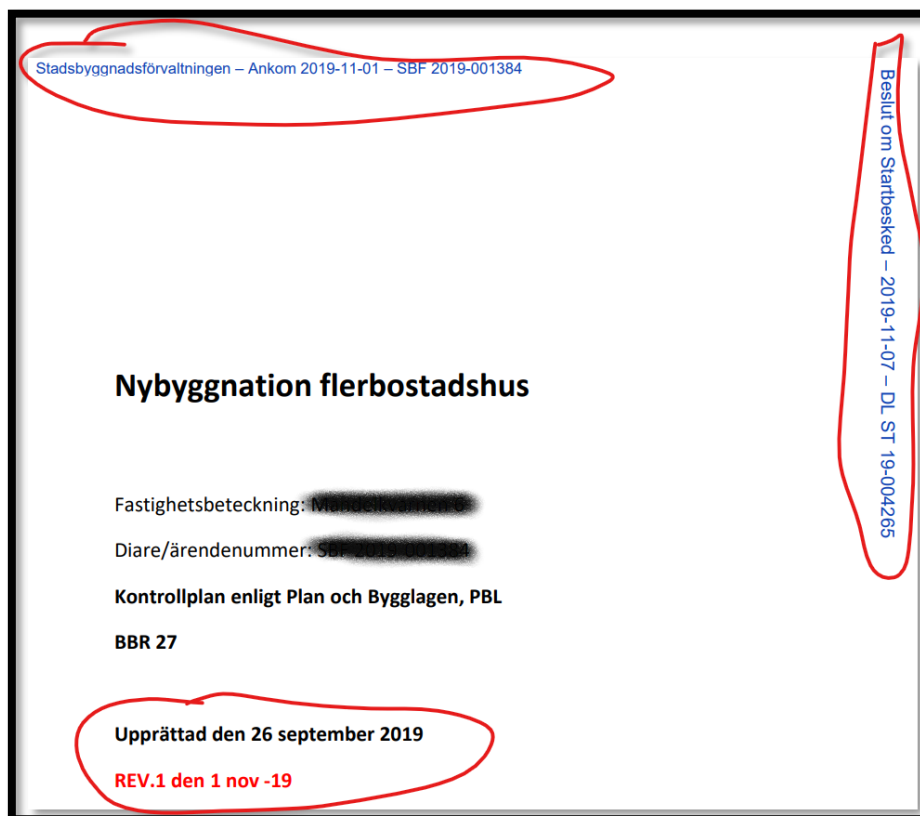 Stadsbyggnadsförvaltningen – Ankom 2019-11-01 – SBF 2019-001384
Beslut om Startbesked – 2019-11-07 – DL ST 19-004265
Nybyggnation flerbostadshus
Fastighetsbeteckning:
Diare/ärendenummer:
Kontrollplan enligt Plan och Bygglagen, PBL
BBR 27
Upprättad den 26 september 2019
REV.1 den 1 nov -19